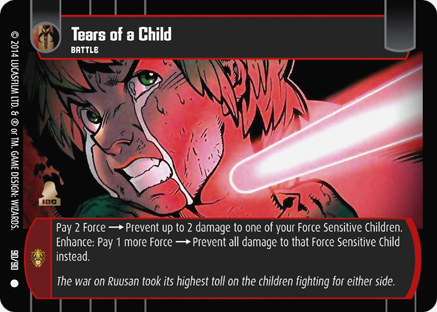 Tears of a Child
BATTLE
Pay 2 Force → Prevent up to 2 damage to one of your Force Sensitive Children.
Enhance: Pay 1 more Force → Prevent all damage to that Force Sensitive Child
instead.
The war on Ruusan took its highest toll on the children fighting for either side.
© 2014 LUCASFILM LTD. & ® or TM. GAME DESIGN: WIZARDS.
90/90
IDC